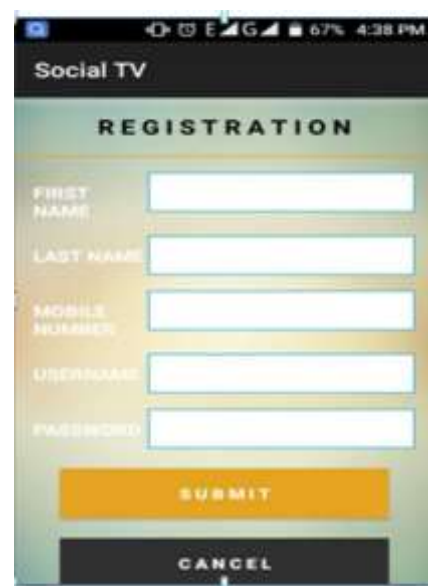 E G 67% 4:38 PM
Social TV
REGISTRATION
FIRST
NAME
LAST NAME
MOBILE
NUMBER
USERNAME
PASSWORD
SUBMIT
CANCEL